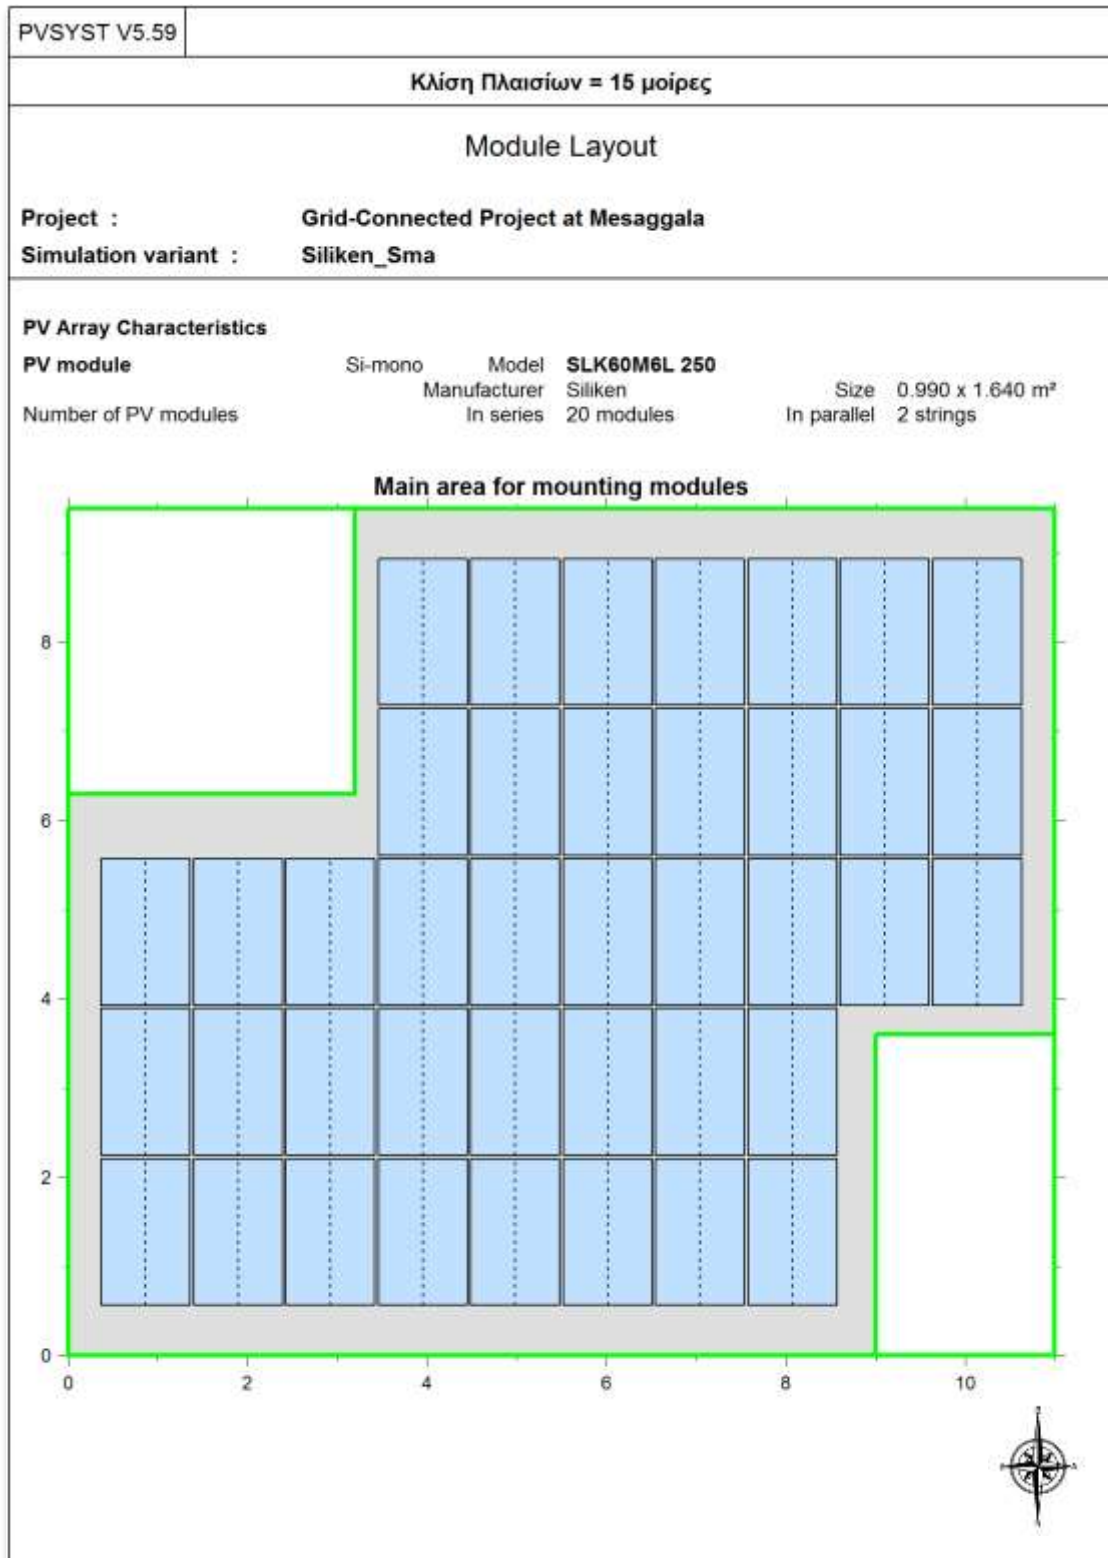 PVSYST V5.59
Κλίση Πλαισίων = 15 μοίρες
Module Layout
Project : Grid-Connected Project at Mesaggala
Simulation variant : Siliken_Sma
PV Array Characteristics
PV module Si-mono Model SLK60M6L 250
Manufacturer Siliken Size 0.990 x 1.640 m²
Number of PV modules In series 20 modules In parallel 2 strings
Main area for mounting modules
8
6
4
2
0
0 2 4 6 8 10